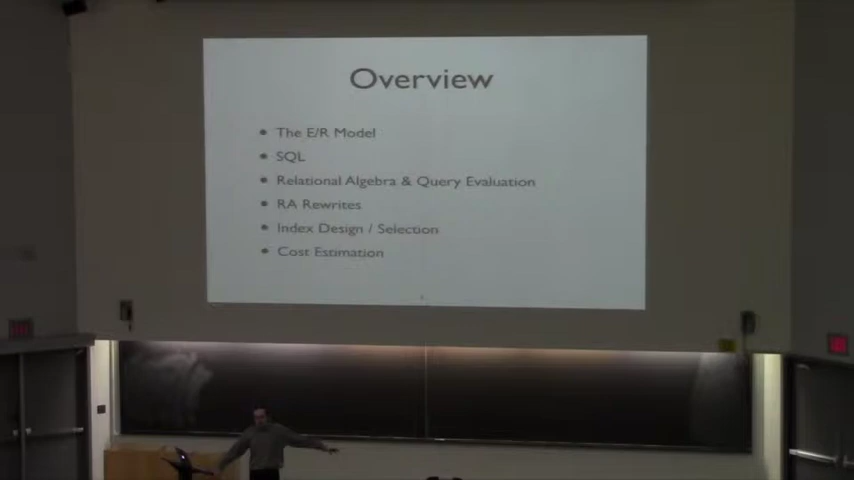 Overview
• The E/R Model
• SQL
• Relational Algebra & Query Evaluation
• RA Rewrites
• Index Design / Selection
• Cost Estimation